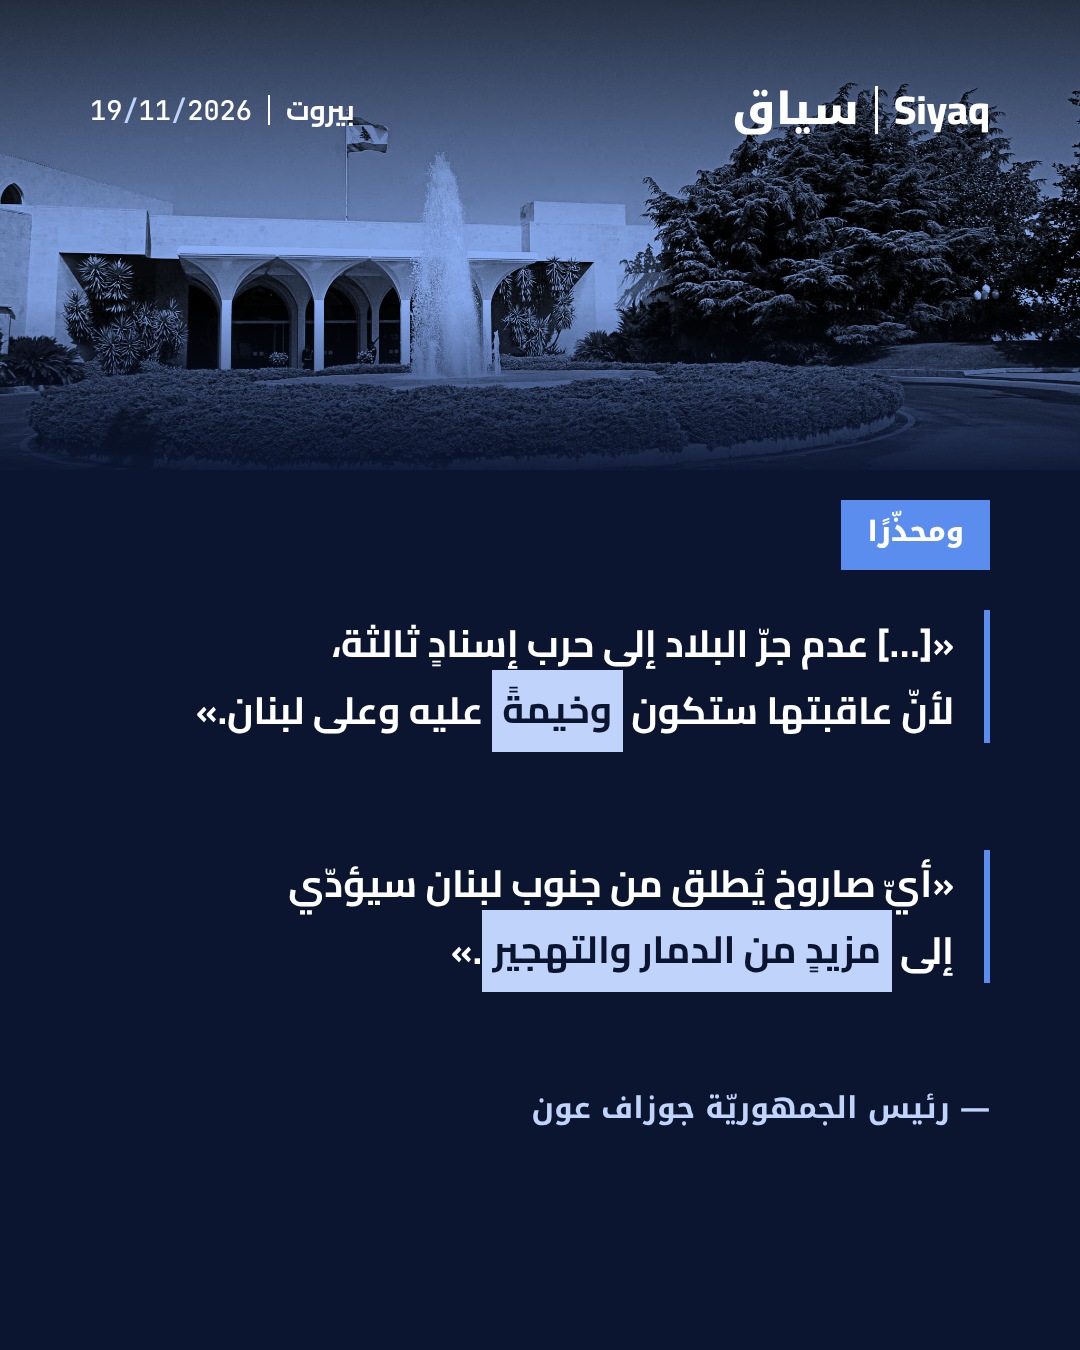 Siyaq | سياق
بيروت | 19/11/2026
ومحذّرًا
«[...] عدم جرّ البلاد إلى حرب إسنادٍ ثالثة،
لأنّ عاقبتها ستكون وخيمةً عليه وعلى لبنان.»
«أيّ صاروخ يُطلق من جنوب لبنان سيؤدّي
إلى مزيدٍ من الدمار والتهجير.»
— رئيس الجمهوريّة جوزاف عون